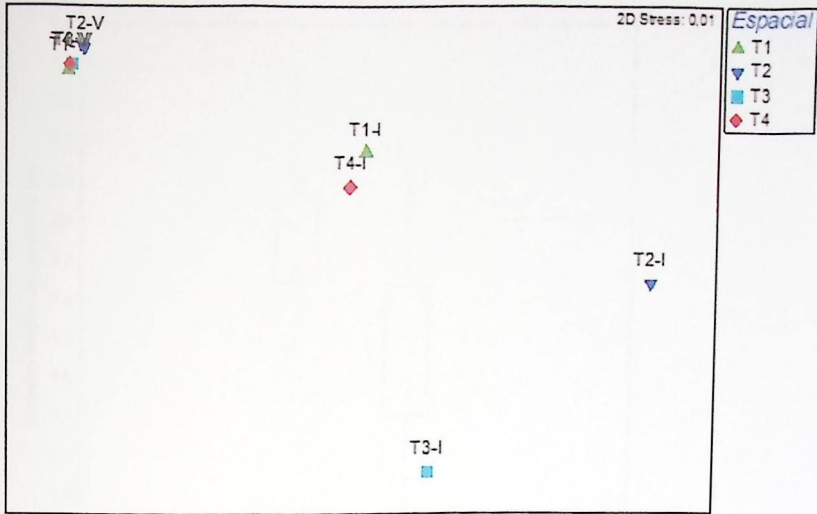 2D Stress: 0,01
Espacial
T1
T2
T3
T4
T2-V
T1-I
T4-I
T2-I
T3-I